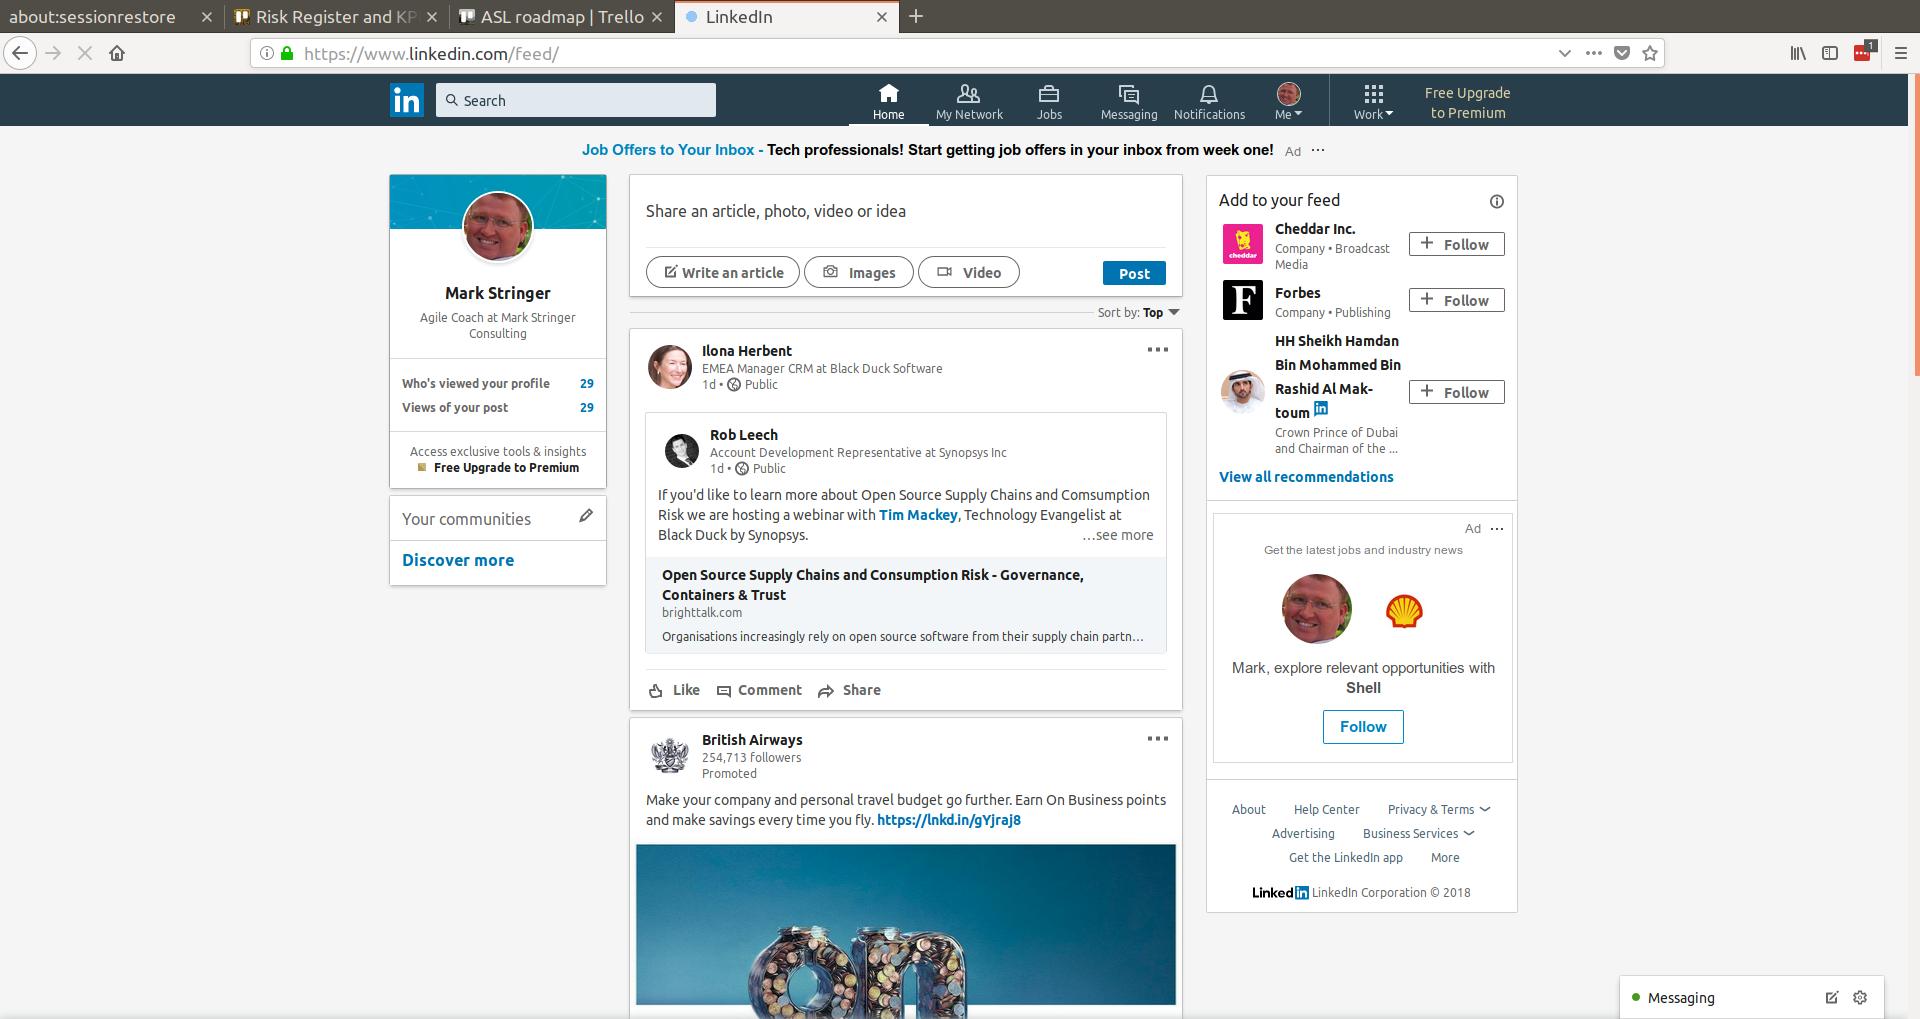 about:sessionrestore
Risk Register and KP
ASL roadmap | Trello
LinkedIn
https://www.linkedin.com/feed/
1
in
Search
Home
My Network
Jobs
Messaging
Notifications
Me
Work
Free Upgrade
to Premium
Job Offers to Your Inbox - Tech professionals! Start getting job offers in your inbox from week one! Ad ...
Mark Stringer
Agile Coach at Mark Stringer
Consulting
Who's viewed your profile 29
Views of your post 29
Access exclusive tools & insights
Free Upgrade to Premium
Your communities
Discover more
Share an article, photo, video or idea
Write an article
Images
Video
Post
Sort by: Top
Ilona Herbent
EMEA Manager CRM at Black Duck Software
1d • Public
Rob Leech
Account Development Representative at Synopsys Inc
1d • Public
If you'd like to learn more about Open Source Supply Chains and Comsumption
Risk we are hosting a webinar with Tim Mackey, Technology Evangelist at
Black Duck by Synopsys.
...see more
Open Source Supply Chains and Consumption Risk - Governance,
Containers & Trust
brighttalk.com
Organisations increasingly rely on open source software from their supply chain partn...
Like
Comment
Share
British Airways
254,713 followers
Promoted
Make your company and personal travel budget go further. Earn On Business points
and make savings every time you fly. https://lnkd.in/gYjraj8
on
Add to your feed
cheddar
Cheddar Inc.
Company • Broadcast
Media
+ Follow
F
Forbes
Company • Publishing
+ Follow
HH Sheikh Hamdan
Bin Mohammed Bin
Rashid Al Mak-
toum in
Crown Prince of Dubai
and Chairman of the ...
+ Follow
View all recommendations
Ad ...
Get the latest jobs and industry news
Mark, explore relevant opportunities with
Shell
Follow
About
Help Center
Privacy & Terms
Advertising
Business Services
Get the LinkedIn app
More
Linked in LinkedIn Corporation © 2018
Messaging